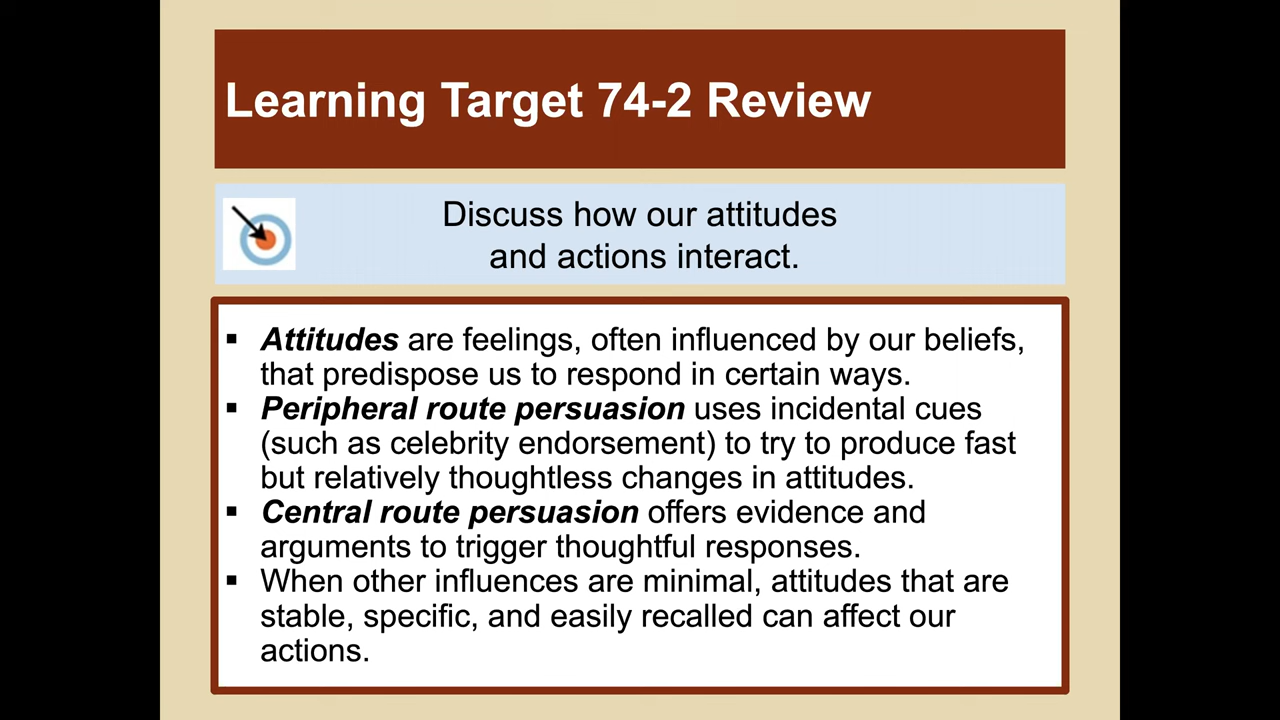 Learning Target 74-2 Review
Discuss how our attitudes
and actions interact.
▪ Attitudes are feelings, often influenced by our beliefs,
that predispose us to respond in certain ways.
▪ Peripheral route persuasion uses incidental cues
(such as celebrity endorsement) to try to produce fast
but relatively thoughtless changes in attitudes.
▪ Central route persuasion offers evidence and
arguments to trigger thoughtful responses.
▪ When other influences are minimal, attitudes that are
stable, specific, and easily recalled can affect our
actions.